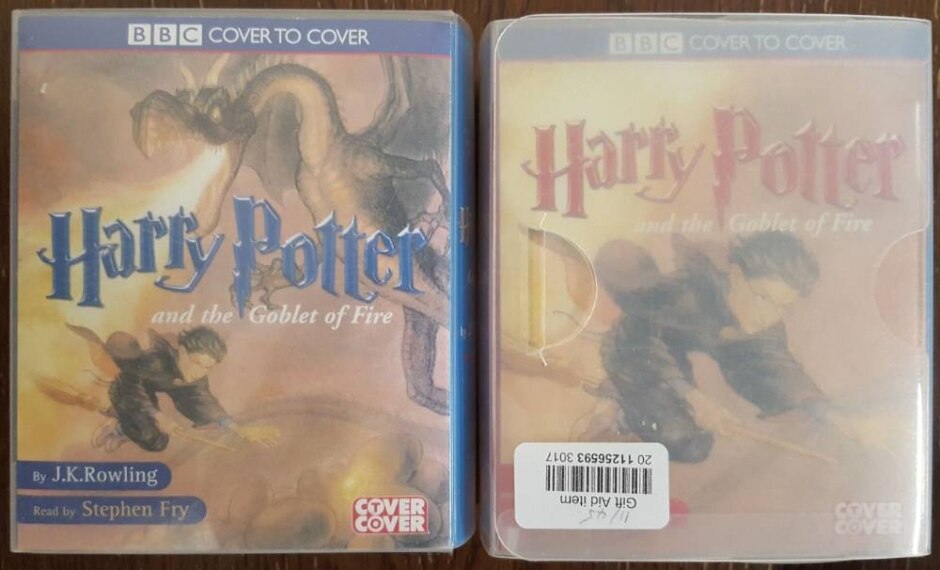 BBC COVER TO COVER
Harry Potter
and the Goblet of Fire
By J.K.Rowling
Read by Stephen Fry
COVER
TO
COVER
BBC COVER TO COVER
Harry Potter
and the Goblet of Fire
20 11256593 3017
Gift Aid item
COVER
COVER